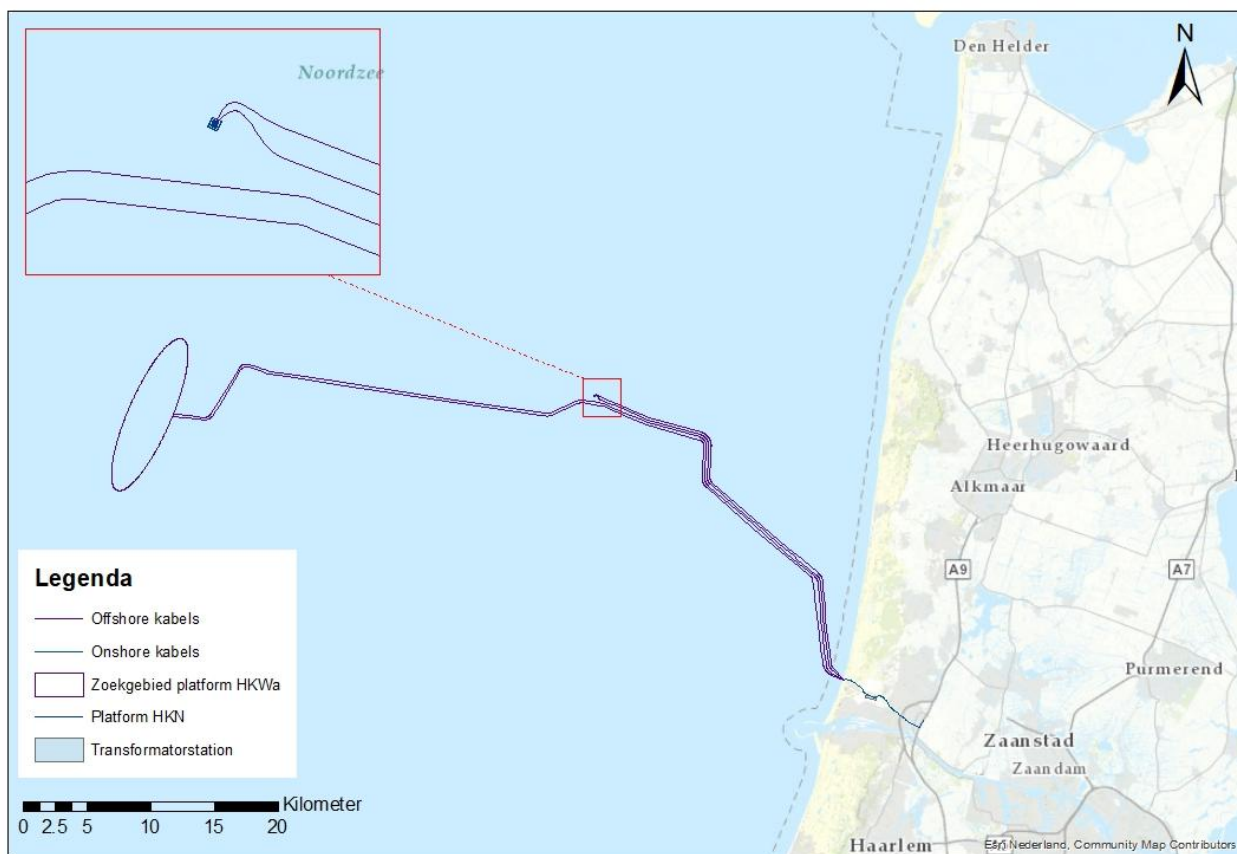 Noordzee
Den Helder
N
Heerhugowaard
Alkmaar
A9
A7
Purmerend
Zaanstad
Zaandam
Haarlem
Legenda
Offshore kabels
Onshore kabels
Zoekgebied platform HKWa
Platform HKN
Transformatorstation
Kilometer
0 2.5 5 10 15 20
Esri Nederland, Community Map Contributors